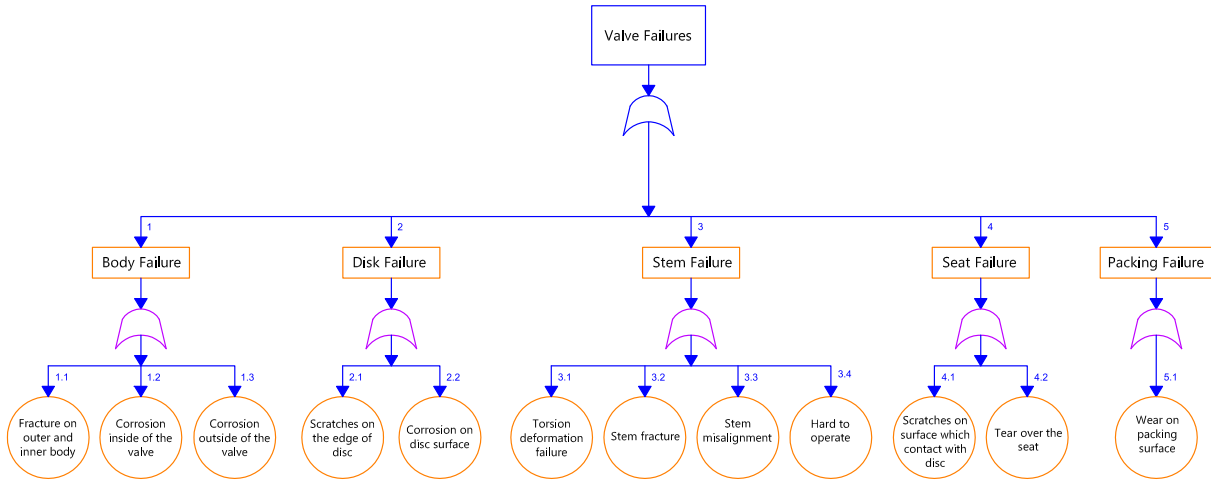 Valve Failures
1
2
3
4
5
Body Failure
Disk Failure
Stem Failure
Seat Failure
Packing Failure
1.1
1.2
1.3
2.1
2.2
3.1
3.2
3.3
3.4
4.1
4.2
5.1
Fracture on
outer and
inner body
Corrosion
inside of the
valve
Corrosion
outside of the
valve
Scratches on
the edge of
disc
Corrosion on
disc surface
Torsion
deformation
failure
Stem fracture
Stem
misalignment
Hard to
operate
Scratches on
surface which
contact with
disc
Tear over the
seat
Wear on
packing
surface